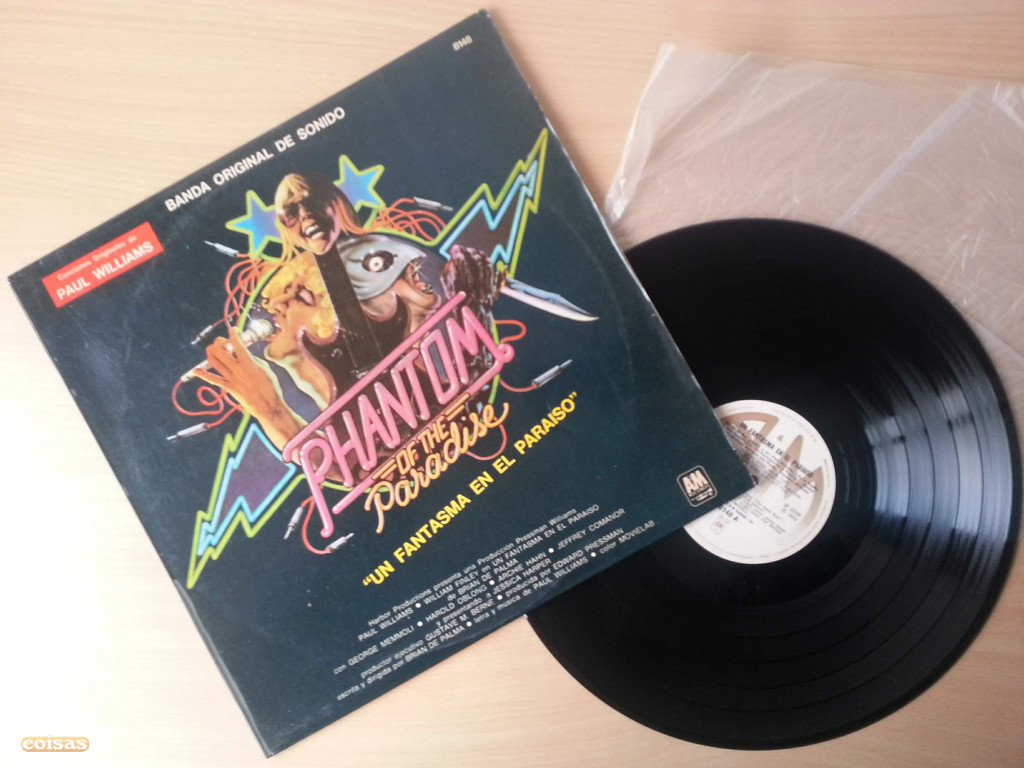 8148
BANDA ORIGINAL DE SONIDO
Canciones Originales de
PAUL WILLIAMS
PHANTOM
OF THE
Paradise
"UN FANTASMA EN EL PARAISO"
AM
Harbor Productions presenta una Producción Pressman Williams
PAUL WILLIAMS • WILLIAM FINLEY en UN FANTASMA EN EL PARAISO
de BRIAN DE PALMA
con GEORGE MEMMOLI • HAROLD OBLONG • ARCHIE HAHN • JEFFREY COMANOR
y presentando a JESSICA HARPER
productor ejecutivo GUSTAVE M. BERNE • producida por EDWARD PRESSMAN
escrita y dirigida por BRIAN DE PALMA • letra y musica de PAUL WILLIAMS • color MOVIELAB
UN FANTASMA EN EL PARAISO
coisas